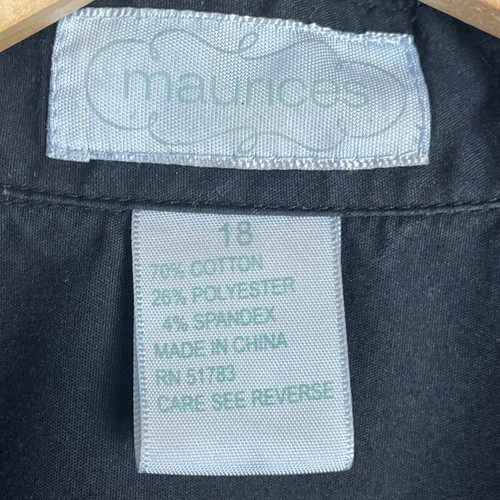 maurices
18
70% COTTON
26% POLYESTER
4% SPANDEX
MADE IN CHINA
RN 51783
CARE SEE REVERSE